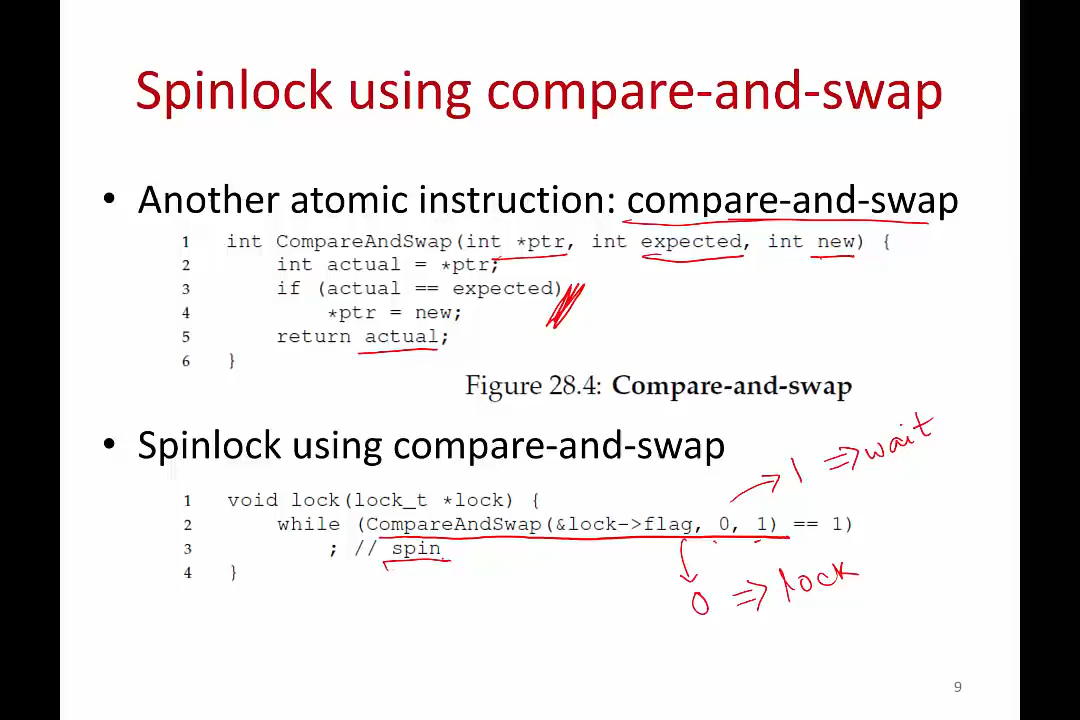 Spinlock using compare-and-swap
• Another atomic instruction: compare-and-swap
1 int CompareAndSwap(int *ptr, int expected, int new) {
2 int actual = *ptr;
3 if (actual == expected)
4 *ptr = new;
5 return actual;
6 }
Figure 28.4: Compare-and-swap
• Spinlock using compare-and-swap
1 ⇒ wait
1 void lock(lock_t *lock) {
2 while (CompareAndSwap(&lock->flag, 0, 1) == 1)
3 ; // spin
4 }
0 ⇒ lock
9